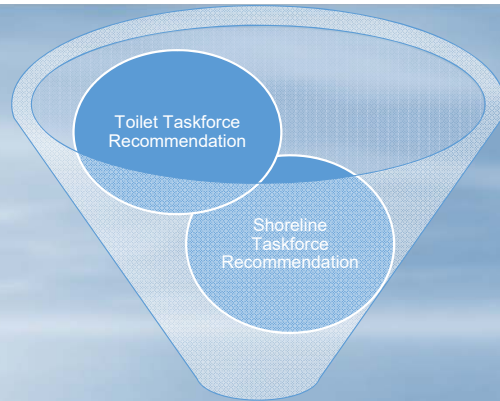 Toilet Taskforce
Recommendation
Shoreline
Taskforce
Recommendation